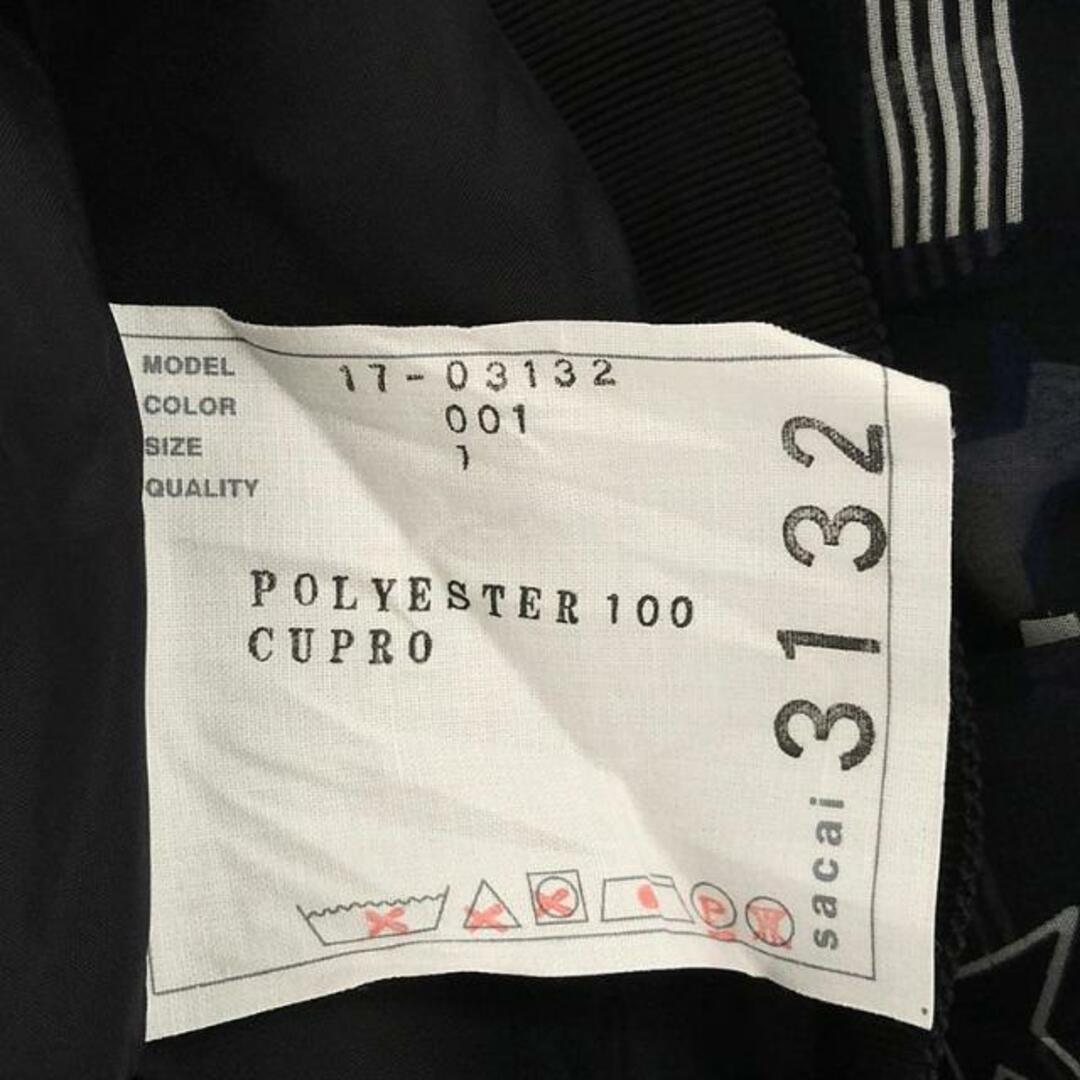 MODEL 17-03132
COLOR 001
SIZE 1
QUALITY
POLYESTER 100
CUPRO
sacai 3132
P
W